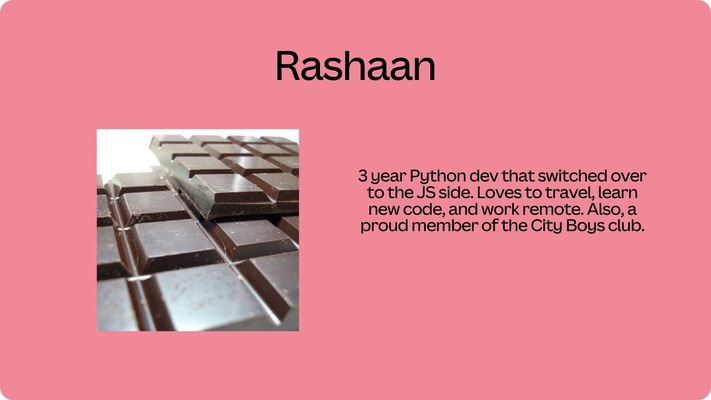 Rashaan
3 year Python dev that switched over
to the JS side. Loves to travel, learn
new code, and work remote. Also, a
proud member of the City Boys club.